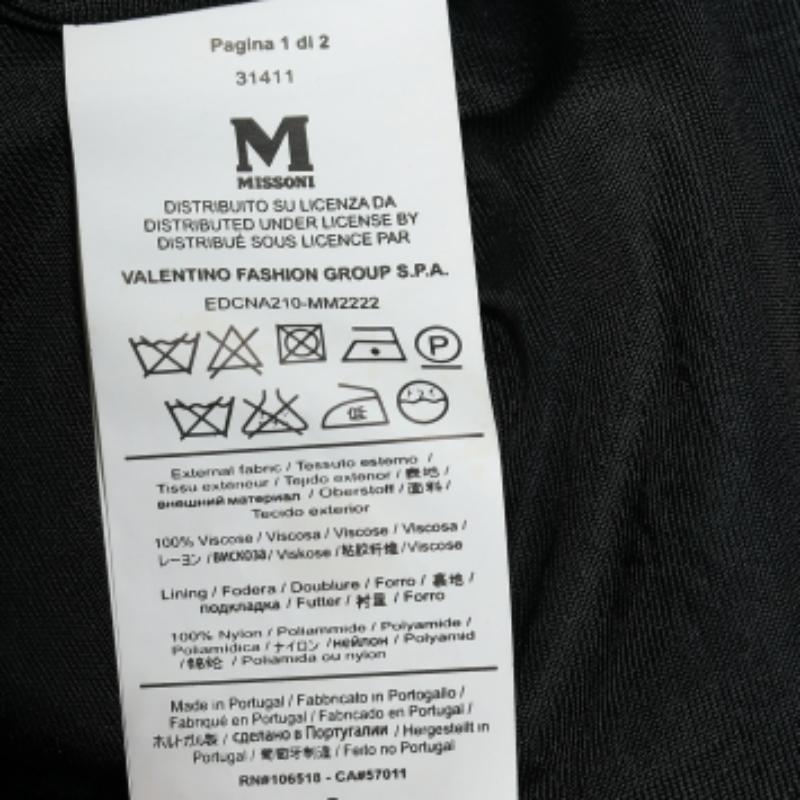 Pagina 1 di 2
31411
M
MISSONI
DISTRIBUITO SU LICENZA DA
DISTRIBUTED UNDER LICENSE BY
DISTRIBUÉ SOUS LICENCE PAR
VALENTINO FASHION GROUP S.P.A.
EDCNA210-MM2222
P
低
External fabric / Tessuto esterno /
Tissu exterieur / Tejido exterior / 表地 /
внешний материал / Oberstoff / 面料 /
Tecido exterior
100% Viscose / Viscosa / Viscose / Viscosa /
レーヨン / ВИСКОЗА / Viskose / 粘胶纤维 / Viscose
Lining / Fodera / Doublure / Forro / 裏地 /
подкладка / Futter / 衬里 / Forro
100% Nylon / Poliammide / Polyamide /
Poliamidica / ナイロン / нейлон / Polyamid
/ 锦纶 / Poliamida ou nylon
Made in Portugal / Fabbricato in Portogallo /
Fabriqué en Portugal / Fabricado en Portugal /
ポルトガル製 / сделано в Португалии / Hergestellt in
Portugal / 葡萄牙制造 / Feito no Portugal
RN#106518 - CA#57011